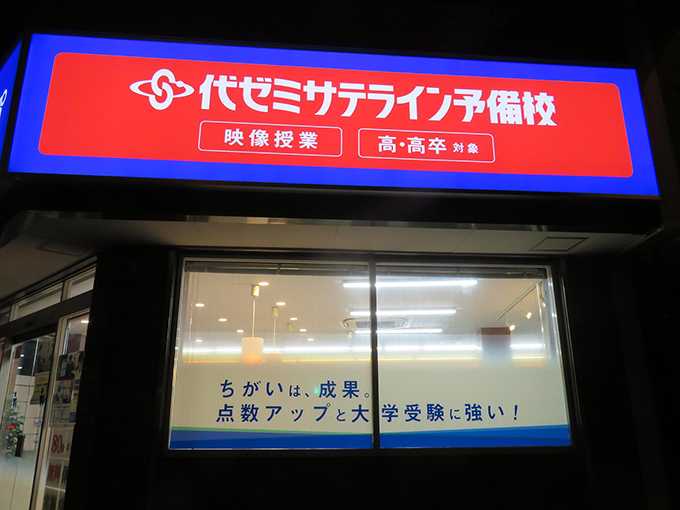 代ゼミサテライン予備校
映像授業
高・高卒 対象
ちがいは、成果。
点数アップと大学受験に強い！